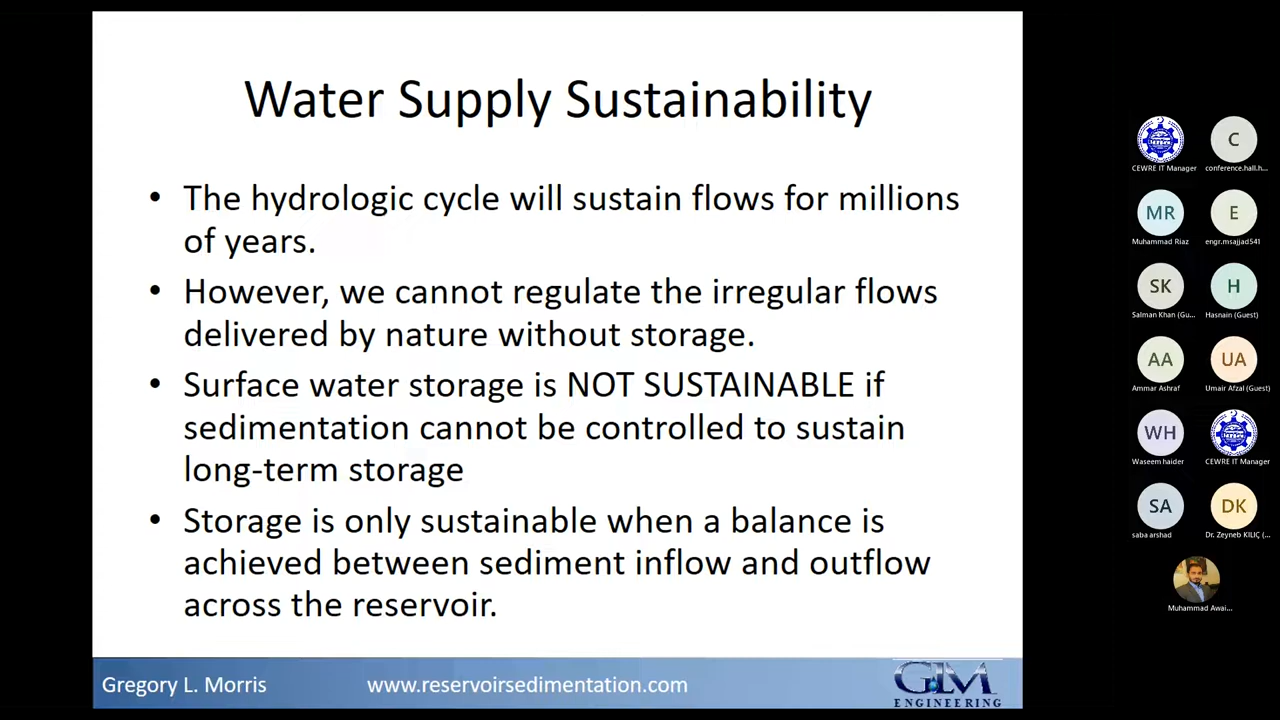 Water Supply Sustainability
• The hydrologic cycle will sustain flows for millions
of years.
• However, we cannot regulate the irregular flows
delivered by nature without storage.
• Surface water storage is NOT SUSTAINABLE if
sedimentation cannot be controlled to sustain
long-term storage
• Storage is only sustainable when a balance is
achieved between sediment inflow and outflow
across the reservoir.
Gregory L. Morris
www.reservoirsedimentation.com
GLM
ENGINEERING
C
CEWRE IT Manager
conference.hall.h...
MR
E
Muhammad Riaz
engr.msajjad541
SK
H
Salman Khan (Gu...
Hasnain (Guest)
AA
UA
Ammar Ashraf
Umair Afzal (Guest)
WH
Waseem haider
CEWRE IT Manager
SA
DK
saba arshad
Dr. Zeyneb KILIÇ (...
Muhammad Awai...